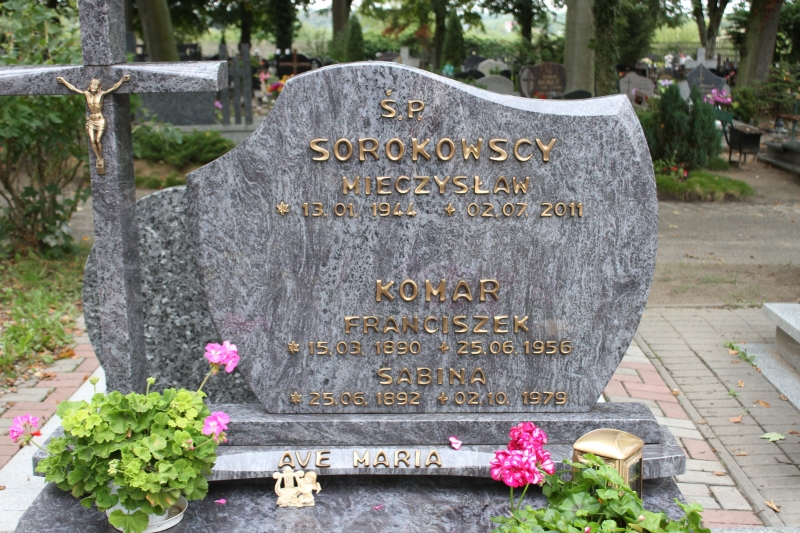 Ś.P.
SOROKOWSCY
MIECZYSŁAW
* 13.01.1944 + 02.07.2011
KOMAR
FRANCISZEK
* 15.03.1890 + 25.06.1956
SABINA
* 25.06.1892 + 02.10.1979
AVE MARIA